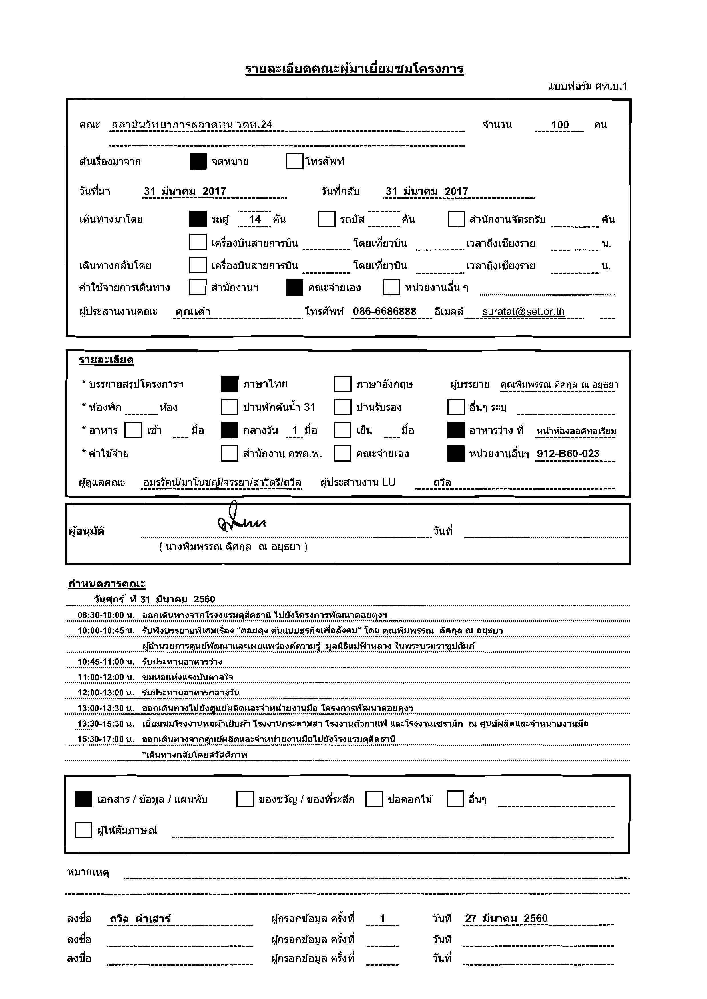 รายละเอียดคณะผู้มาเยี่ยมชมโครงการ
แบบฟอร์ม ศท.บ.1
คณะ สถาบันวิทยาการตลาดทุน วตท.24 จำนวน 100 คน
ต้นเรื่องมาจาก จดหมาย โทรศัพท์
วันที่มา 31 มีนาคม 2017 วันที่กลับ 31 มีนาคม 2017
เดินทางมาโดย รถตู้ 14 คัน รถบัส คัน สำนักงานจัดรถรับ คัน
เครื่องบินสายการบิน โดยเที่ยวบิน เวลาถึงเชียงราย น.
เดินทางกลับโดย เครื่องบินสายการบิน โดยเที่ยวบิน เวลาถึงเชียงราย น.
ค่าใช้จ่ายการเดินทาง สำนักงานฯ คณะจ่ายเอง หน่วยงานอื่น ๆ
ผู้ประสานงานคณะ คุณเต๋า โทรศัพท์ 086-6686888 อีเมลล์ suratat@set.or.th
รายละเอียด
* บรรยายสรุปโครงการฯ ภาษาไทย ภาษาอังกฤษ ผู้บรรยาย คุณพิมพรรณ ดิศกุล ณ อยุธยา
* ห้องพัก ห้อง บ้านพักต้นน้ำ 31 บ้านรับรอง อื่นๆ ระบุ
* อาหาร เช้า มื้อ กลางวัน 1 มื้อ เย็น มื้อ อาหารว่าง ที่ หน้าห้องออดิทอเรียม
* ค่าใช้จ่าย สำนักงาน คพต.พ. คณะจ่ายเอง หน่วยงานอื่นๆ 912-B60-023
ผู้ดูแลคณะ อมรรัตน์/มาโนชญ์/จรรยา/สาวิตรี/ถวิล ผู้ประสานงาน LU ถวิล
ผู้อนุมัติ วันที่
( นางพิมพรรณ ดิศกุล ณ อยุธยา )
กำหนดการคณะ
วันศุกร์ ที่ 31 มีนาคม 2560
08:30-10:00 น. ออกเดินทางจากโรงงแรมดุสิตธานี ไปยังโครงการพัฒนาดอยตุงฯ
10:00-10:45 น. รับฟังบรรยายพิเศษเรื่อง "ดอยตุง ต้นแบบธุรกิจเพื่อสังคม" โดย คุณพิมพรรณ ดิศกุล ณ อยุธยา
ผู้อำนวยการศูนย์พัฒนาและเผยแพร่องค์ความรู้ มูลนิธิแม่ฟ้าหลวง ในพระบรมราชูปถัมภ์
10:45-11:00 น. รับประทานอาหารว่าง
11:00-12:00 น. ชมหอแห่งแรงบันดาลใจ
12:00-13:00 น. รับประทานอาหารกลางวัน
13:00-13:30 น. ออกเดินทางไปยังศูนย์ผลิตและจำหน่ายงานมือ โครงการพัฒนาดอยตุงฯ
13:30-15:30 น. เยี่ยมชมโรงงานทอผ้าเย็บผ้า โรงงานกระดาษสา โรงงานคั่วกาแฟ และโรงงานเซรามิก ณ ศูนย์ผลิตและจำหน่ายงานมือ
15:30-17:00 น. ออกเดินทางจากศูนย์ผลิตและจำหน่ายงานมือไปยังโรงแรมดุสิตธานี
"เดินทางกลับโดยสวัสดิภาพ
เอกสาร / ข้อมูล / แผ่นพับ ของขวัญ / ของที่ระลึก ช่อดอกไม้ อื่นๆ
ผู้ให้สัมภาษณ์
หมายเหตุ
ลงชื่อ ถวิล คำเสาร์ ผู้กรอกข้อมูล ครั้งที่ 1 วันที่ 27 มีนาคม 2560
ลงชื่อ ผู้กรอกข้อมูล ครั้งที่ วันที่
ลงชื่อ ผู้กรอกข้อมูล ครั้งที่ วันที่